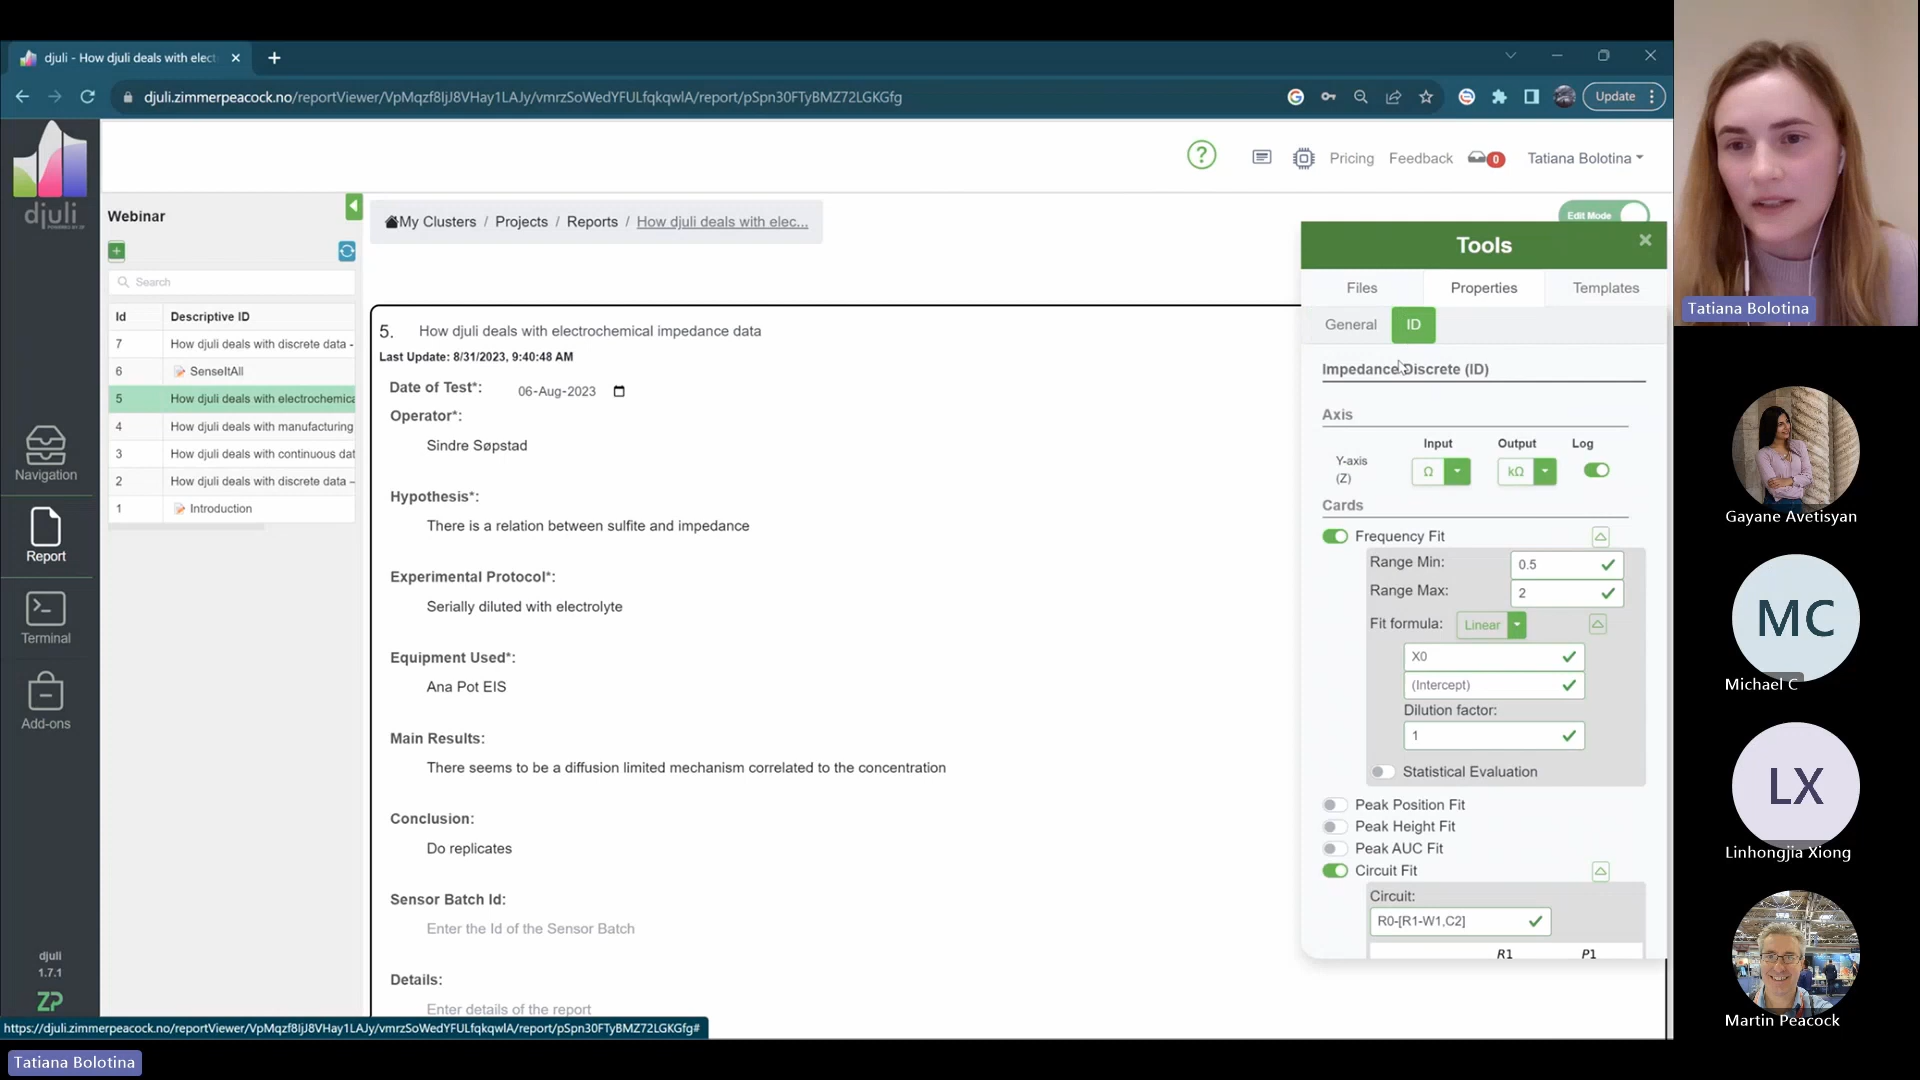 djuli - How djuli deals with elect
djuli.zimmerpeacock.no/reportViewer/VpMqzf8IjJ8VHay1LAJy/vmrzSoWedYFULfqkqwlA/report/pSpn30FTyBMZ72LGKGfg
Update
djuli
POWERED BY ZP
? Pricing Feedback 0 Tatiana Bolotina
Webinar
My Clusters / Projects / Reports / How djuli deals with elec...
Edit Mode
Search
Id Descriptive ID
7 How djuli deals with discrete data -
6 SenseItAll
5 How djuli deals with electrochemica
4 How djuli deals with manufacturing
3 How djuli deals with continuous dat
2 How djuli deals with discrete data –
1 Introduction
Navigation
Report
Terminal
Add-ons
djuli
1.7.1
ZP
5. How djuli deals with electrochemical impedance data
Last Update: 8/31/2023, 9:40:48 AM
Date of Test*: 06-Aug-2023
Operator*:
Sindre Søpstad
Hypothesis*:
There is a relation between sulfite and impedance
Experimental Protocol*:
Serially diluted with electrolyte
Equipment Used*:
Ana Pot EIS
Main Results:
There seems to be a diffusion limited mechanism correlated to the concentration
Conclusion:
Do replicates
Sensor Batch Id:
Enter the Id of the Sensor Batch
Details:
Enter details of the report
Tools
Files Properties Templates
General ID
Impedance Discrete (ID)
Axis
Input Output Log
Y-axis
(Z)
Ω kΩ
Cards
Frequency Fit
Range Min: 0.5
Range Max: 2
Fit formula: Linear
X0
(Intercept)
Dilution factor:
1
Statistical Evaluation
Peak Position Fit
Peak Height Fit
Peak AUC Fit
Circuit Fit
Circuit:
R0-[R1-W1,C2]
R1 P1
https://djuli.zimmerpeacock.no/reportViewer/VpMqzf8IjJ8VHay1LAJy/vmrzSoWedYFULfqkqwlA/report/pSpn30FTyBMZ72LGKGfg#
Tatiana Bolotina
Tatiana Bolotina
Gayane Avetisyan
MC
Michael C
LX
Linhongjia Xiong
Martin Peacock